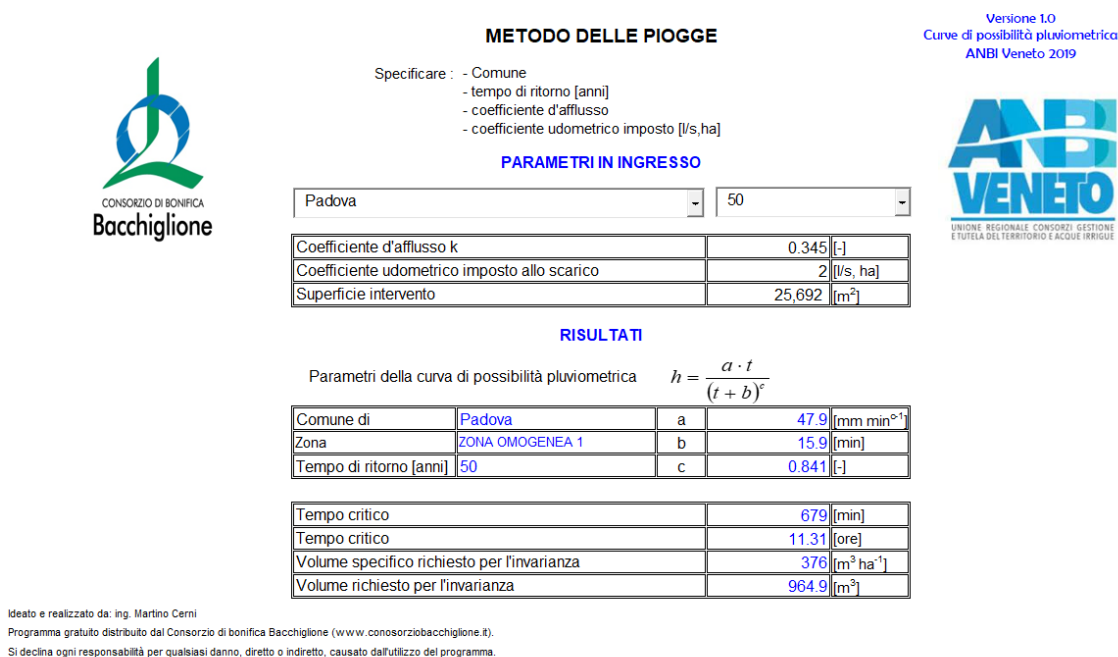 Versione 1.0
Curve di possibilità pluviometrica
ANBI Veneto 2019
METODO DELLE PIOGGE
Specificare : - Comune
- tempo di ritorno [anni]
- coefficiente d'afflusso
- coefficiente udometrico imposto [l/s,ha]
CONSORZIO DI BONIFICA
Bacchiglione
ANBI
VENETO
UNIONE REGIONALE CONSORZI GESTIONE
E TUTELA DEL TERRITORIO E ACQUE IRRIGUE
PARAMETRI IN INGRESSO
Padova 50
Coefficiente d'afflusso k 0.345 [-]
Coefficiente udometrico imposto allo scarico 2 [l/s, ha]
Superficie intervento 25,692 [m²]
RISULTATI
Parametri della curva di possibilità pluviometrica h = a · t / (t + b)ᶜ
Comune di Padova a 47.9 [mm minᶜ⁻¹]
Zona ZONA OMOGENEA 1 b 15.9 [min]
Tempo di ritorno [anni] 50 c 0.841 [-]
Tempo critico 679 [min]
Tempo critico 11.31 [ore]
Volume specifico richiesto per l'invarianza 376 [m³ ha⁻¹]
Volume richiesto per l'invarianza 964.9 [m³]
Ideato e realizzato da: ing. Martino Cerni
Programma gratuito distribuito dal Consorzio di bonifica Bacchiglione (www.conosorziobacchiglione.it).
Si declina ogni responsabilità per qualsiasi danno, diretto o indiretto, causato dall'utilizzo del programma.